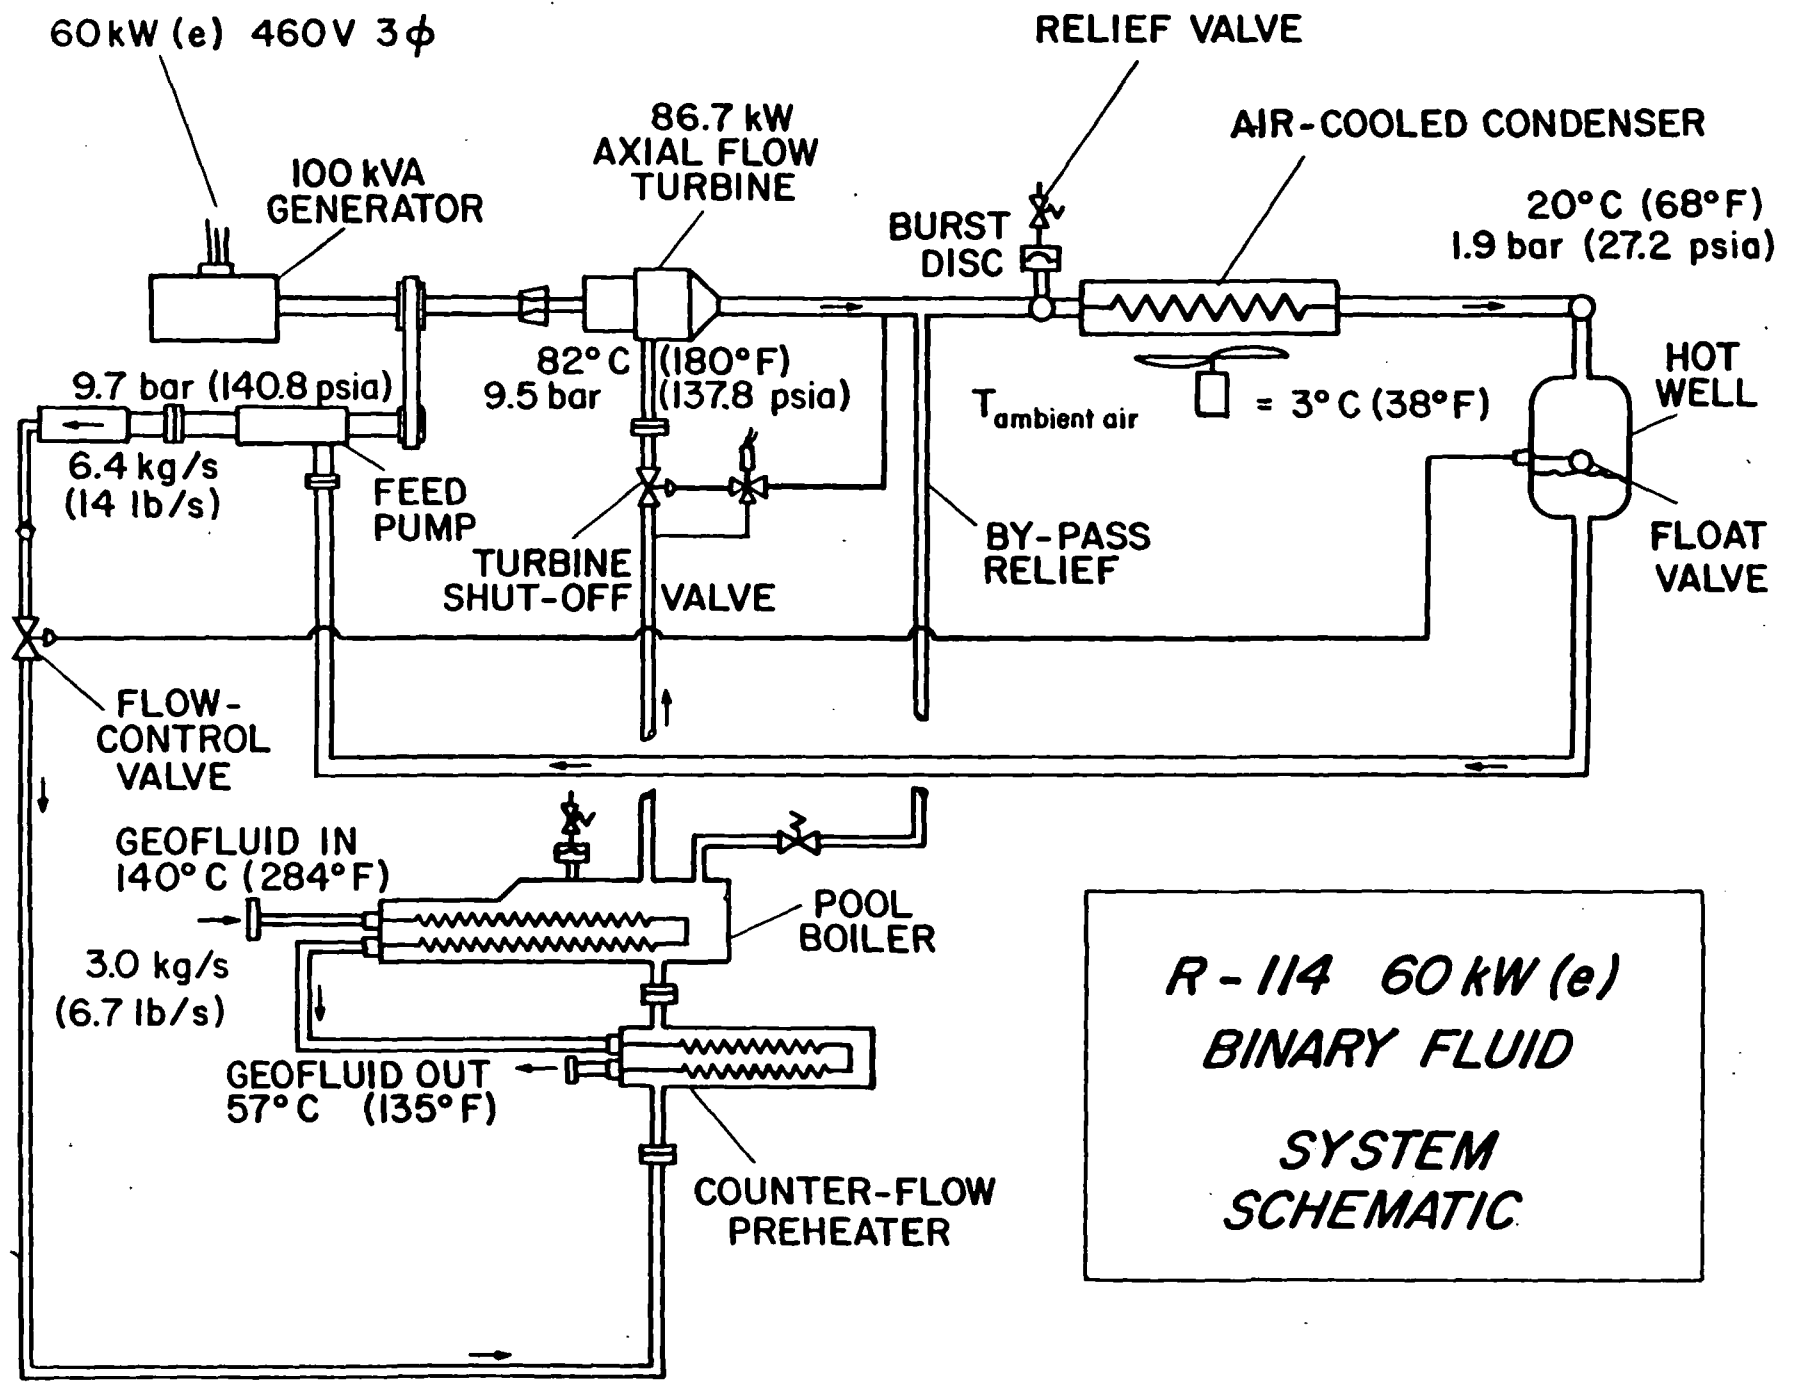 60 kW (e) 460V 3ϕ
RELIEF VALVE
86.7 kW
AXIAL FLOW
TURBINE
AIR-COOLED CONDENSER
100 kVA
GENERATOR
20°C (68°F)
1.9 bar (27.2 psia)
BURST
DISC
82°C (180°F)
9.5 bar (137.8 psia)
9.7 bar (140.8 psia)
T ambient air = 3°C (38°F)
HOT
WELL
6.4 kg/s
(14 lb/s)
FEED
PUMP
TURBINE
SHUT-OFF VALVE
BY-PASS
RELIEF
FLOAT
VALVE
FLOW-
CONTROL
VALVE
GEOFLUID IN
140°C (284°F)
3.0 kg/s
(6.7 lb/s)
POOL
BOILER
GEOFLUID OUT
57°C (135°F)
COUNTER-FLOW
PREHEATER
R-114 60 kW (e)
BINARY FLUID
SYSTEM
SCHEMATIC